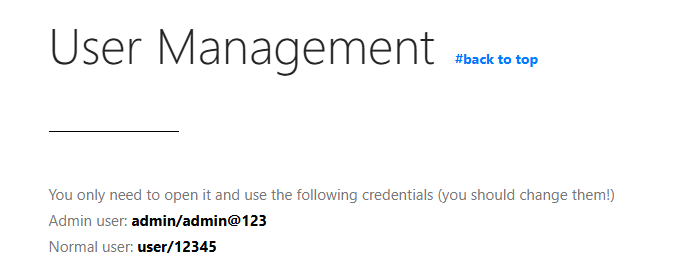 User Management #back to top
You only need to open it and use the following credentials (you should change them!)
Admin user: admin/admin@123
Normal user: user/12345